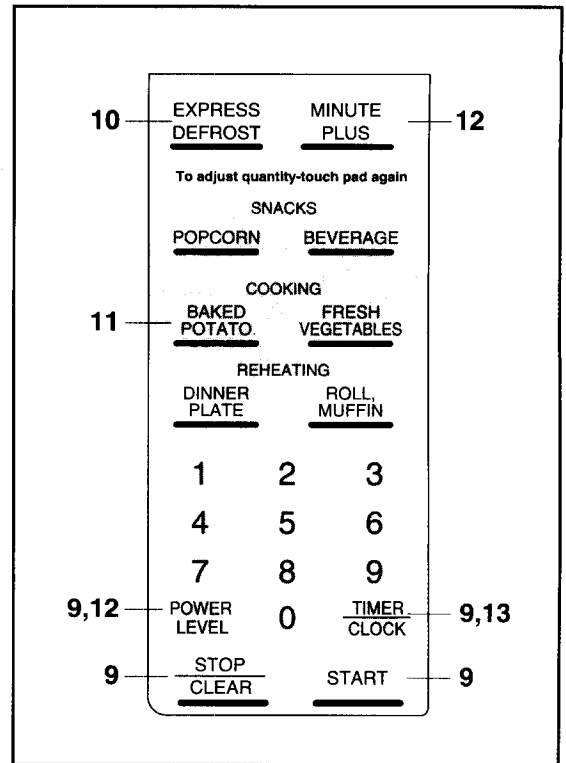 10 EXPRESS MINUTE 12
DEFROST PLUS
To adjust quantity-touch pad again
SNACKS
POPCORN BEVERAGE
COOKING
11 BAKED FRESH
POTATO VEGETABLES
REHEATING
DINNER ROLL,
PLATE MUFFIN
1 2 3
4 5 6
7 8 9
9,12 POWER 0 TIMER 9,13
LEVEL CLOCK
9 STOP START 9
CLEAR